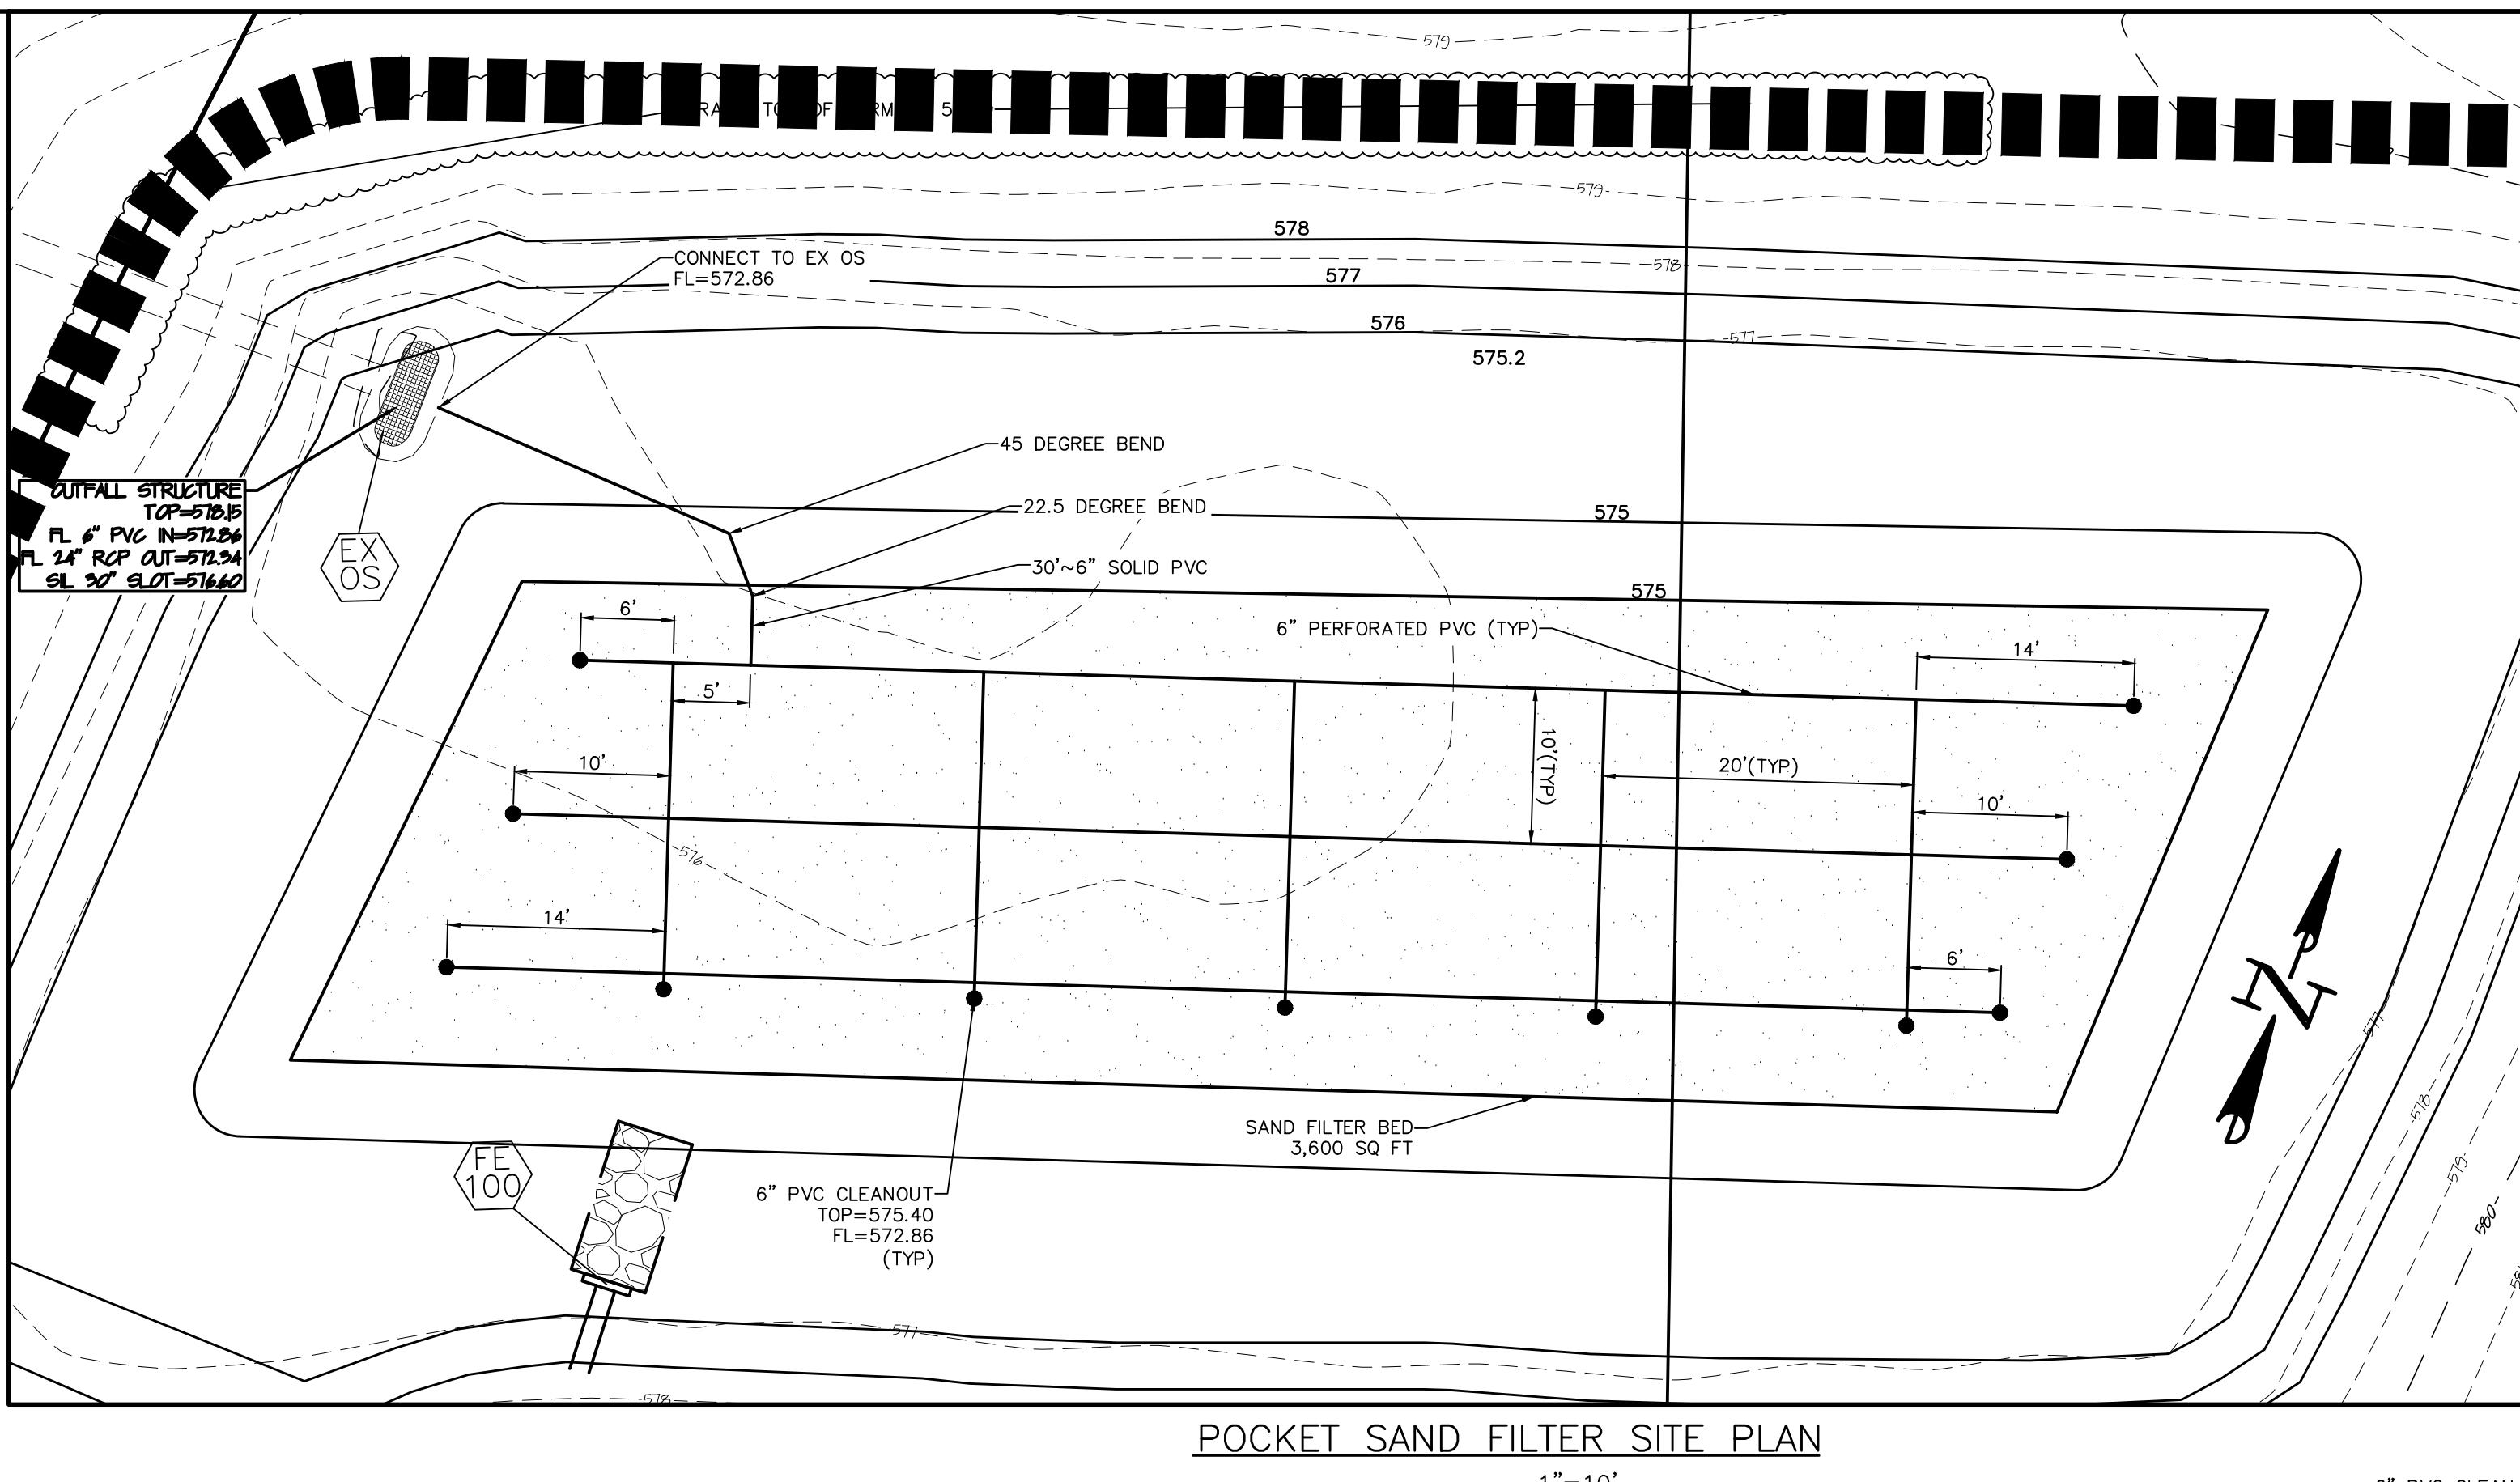 579
579
578
578
577
576
577
575.2
CONNECT TO EX OS
FL=572.86
45 DEGREE BEND
22.5 DEGREE BEND
30'~6" SOLID PVC
OUTFALL STRUCTURE
TOP=578.15
FL 6" PVC IN=572.86
FL 24" RCP OUT=572.34
SIL 30" SLOT=576.60
EX
OS
575
575
6" PERFORATED PVC (TYP)
6'
5'
14'
10'
10'(TYP)
20'(TYP)
10'
576
14'
6'
N
SAND FILTER BED
3,600 SQ FT
FE
100
6" PVC CLEANOUT
TOP=575.40
FL=572.86
(TYP)
577
578
579
580
577
578
POCKET SAND FILTER SITE PLAN
1"=10'